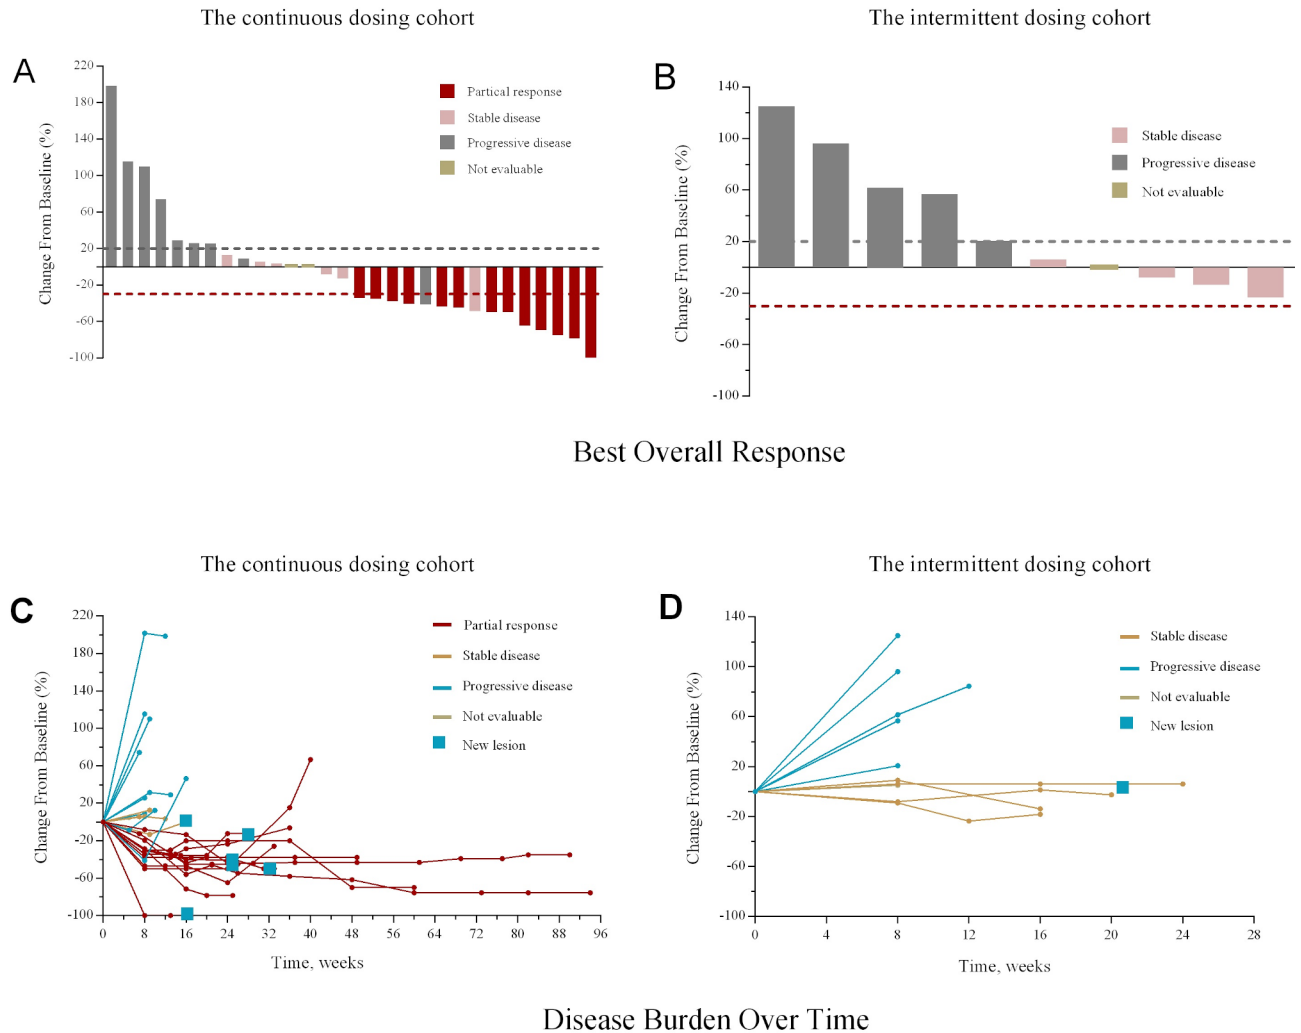 The continuous dosing cohort
The intermittent dosing cohort
A
Change From Baseline (%)
220
180
140
100
60
20
-20
-60
-100
Partical response
Stable disease
Progressive disease
Not evaluable
B
Change From Baseline (%)
140
100
60
20
-20
-60
-100
Stable disease
Progressive disease
Not evaluable
Best Overall Response
The continuous dosing cohort
The intermittent dosing cohort
C
Change From Baseline (%)
220
180
140
100
60
20
-20
-60
-100
Partial response
Stable disease
Progressive disease
Not evaluable
New lesion
0 8 16 24 32 40 48 56 64 72 80 88 96
Time, weeks
D
Change From Baseline (%)
140
100
60
20
-20
-60
-100
Stable disease
Progressive disease
Not evaluable
New lesion
0 4 8 12 16 20 24 28
Time, weeks
Disease Burden Over Time